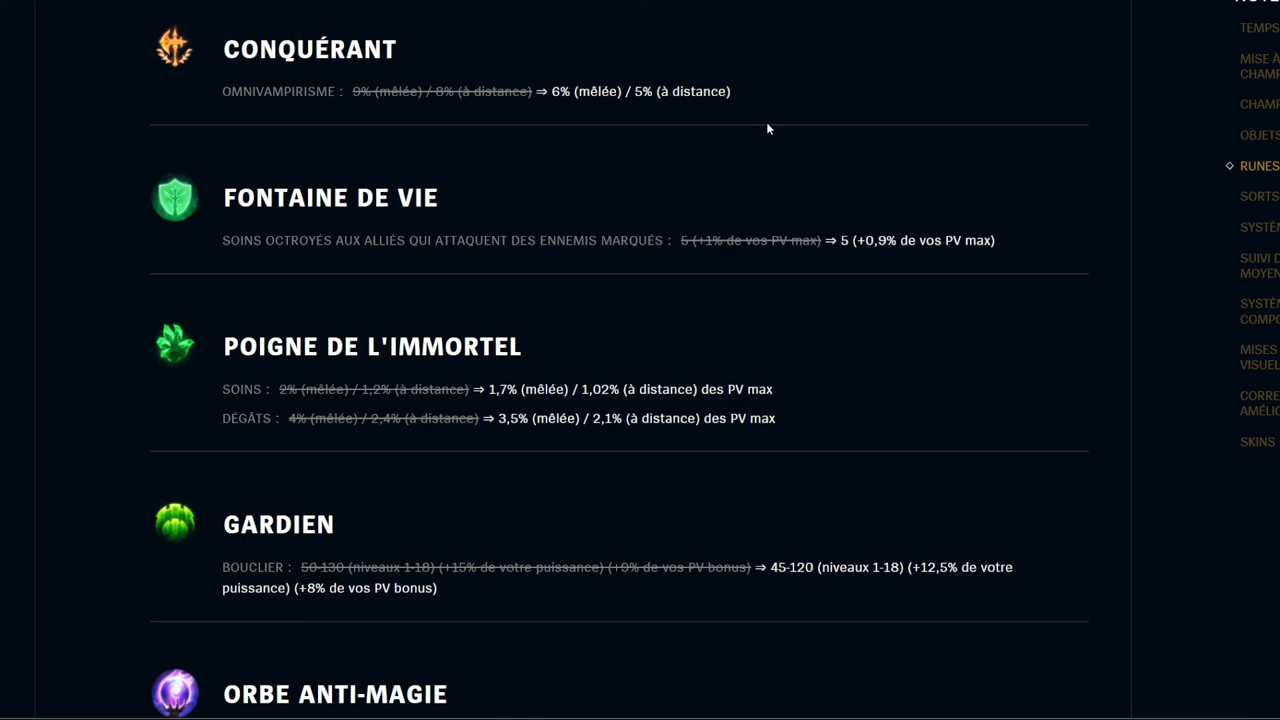 CONQUÉRANT
OMNIVAMPIRISME : 9% (mêlée) / 8% (à distance) ⇒ 6% (mêlée) / 5% (à distance)
FONTAINE DE VIE
SOINS OCTROYÉS AUX ALLIÉS QUI ATTAQUENT DES ENNEMIS MARQUÉS : 5 (+1% de vos PV max) ⇒ 5 (+0,9% de vos PV max)
POIGNE DE L'IMMORTEL
SOINS : 2% (mêlée) / 1,2% (à distance) ⇒ 1,7% (mêlée) / 1,02% (à distance) des PV max
DÉGÂTS : 4% (mêlée) / 2,4% (à distance) ⇒ 3,5% (mêlée) / 2,1% (à distance) des PV max
GARDIEN
BOUCLIER : 50-130 (niveaux 1-18) (+15% de votre puissance) (+9% de vos PV bonus) ⇒ 45-120 (niveaux 1-18) (+12,5% de votre
puissance) (+8% de vos PV bonus)
ORBE ANTI-MAGIE
TEMPS
MISE À
CHAMP
CHAMP
OBJETS
RUNES
SORTS
SYSTÈM
SUIVI D
MOYEN
SYSTÈM
COMPO
MISES
VISUEL
CORRE
AMÉLIO
SKINS